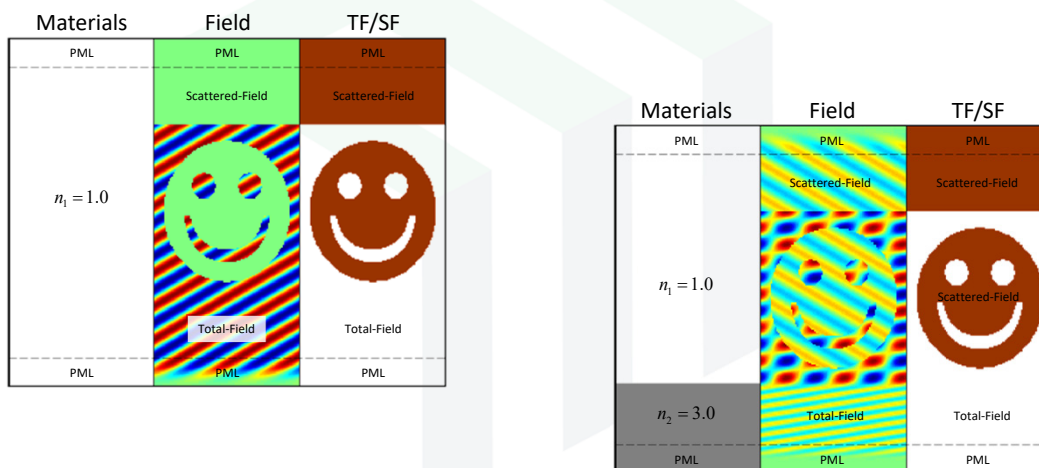 Materials Field TF/SF
PML PML PML
Scattered-Field Scattered-Field
n₁ = 1.0
Total-Field Total-Field
PML PML PML
Materials Field TF/SF
PML PML PML
Scattered-Field Scattered-Field
n₁ = 1.0 Scattered-Field
n₂ = 3.0 Total-Field Total-Field
PML PML PML